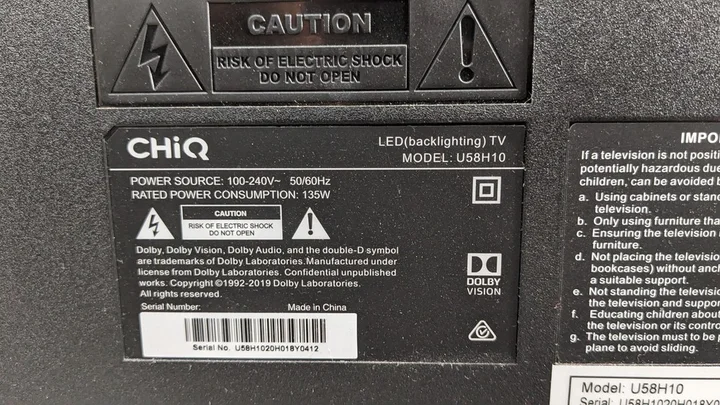 CAUTION
RISK OF ELECTRIC SHOCK
DO NOT OPEN
CHiQ
LED(backlighting) TV
MODEL: U58H10
POWER SOURCE: 100-240V~ 50/60Hz
RATED POWER CONSUMPTION: 135W
CAUTION
RISK OF ELECTRIC SHOCK
DO NOT OPEN
Dolby, Dolby Vision, Dolby Audio, and the double-D symbol
are trademarks of Dolby Laboratories.Manufactured under
license from Dolby Laboratories. Confidential unpublished
works. Copyright ©1992-2019 Dolby Laboratories.
All rights reserved.
DOLBY
VISION
Serial Number: Made in China
Serial No. U58H1020H018Y0412
IMPO
If a television is not positi
potentially hazardous due
children, can be avoided b
a. Using cabinets or stand
television.
b. Only using furniture tha
c. Ensuring the television
furniture.
d. Not placing the televisio
bookcases) without anch
a suitable support.
e. Not standing the televisio
the television and suppo
f. Educating children about
the television or its contro
g. The television must be p
plane to avoid sliding.
Model: U58H10
Serial: U58H1020H018Y0